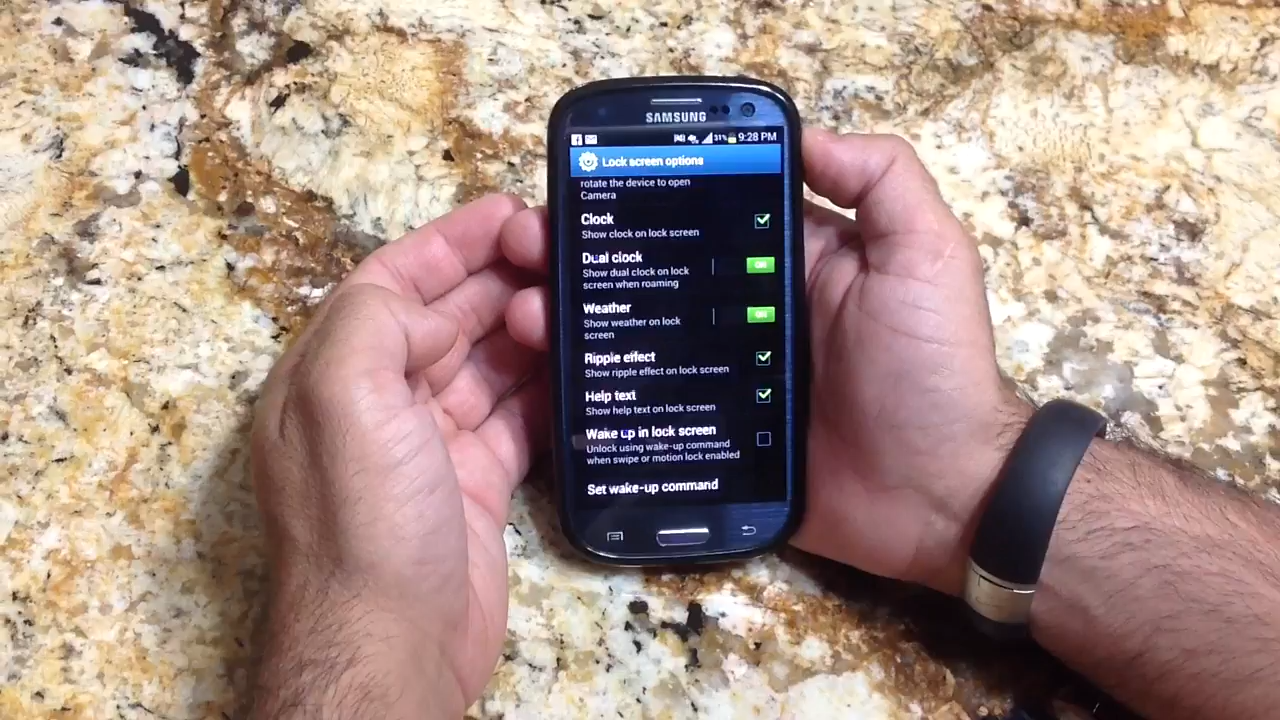 SAMSUNG
31% 9:28 PM
Lock screen options
rotate the device to open
Camera
Clock
Show clock on lock screen
Dual clock
Show dual clock on lock
screen when roaming
ON
Weather
Show weather on lock
screen
ON
Ripple effect
Show ripple effect on lock screen
Help text
Show help text on lock screen
Wake up in lock screen
Unlock using wake-up command
when swipe or motion lock enabled
Set wake-up command